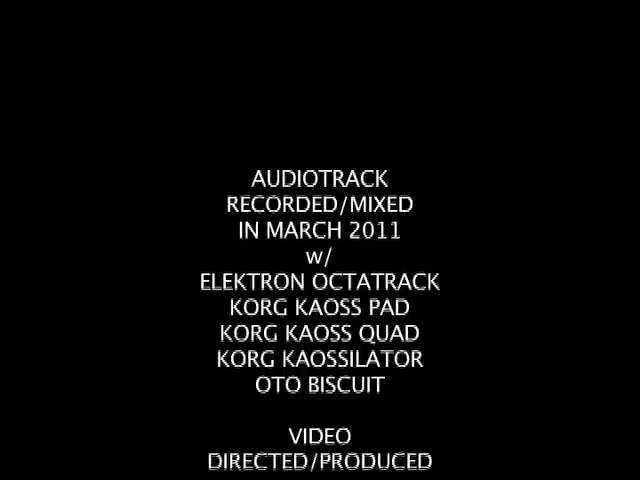 AUDIOTRACK
RECORDED/MIXED
IN MARCH 2011
w/
ELEKTRON OCTATRACK
KORG KAOSS PAD
KORG KAOSS QUAD
KORG KAOSSILATOR
OTO BISCUIT
VIDEO
DIRECTED/PRODUCED